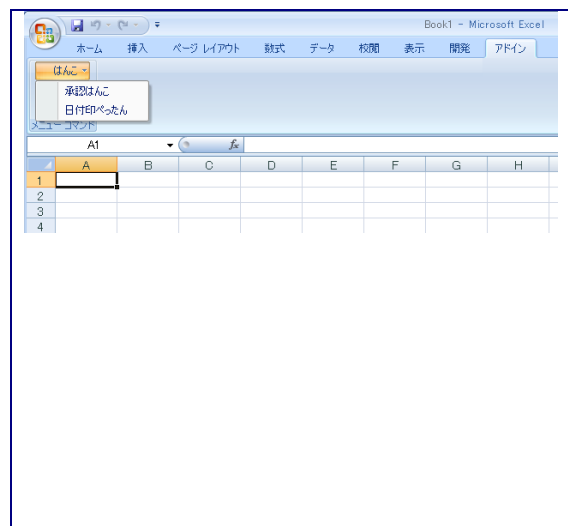 Book1 - Microsoft Excel
ホーム 挿入 ページ レイアウト 数式 データ 校閲 表示 開発 アドイン
はんこ
承認はんこ
日付印ぺったん
メニュー コマンド
A1 fx
A B C D E F G H
1
2
3
4